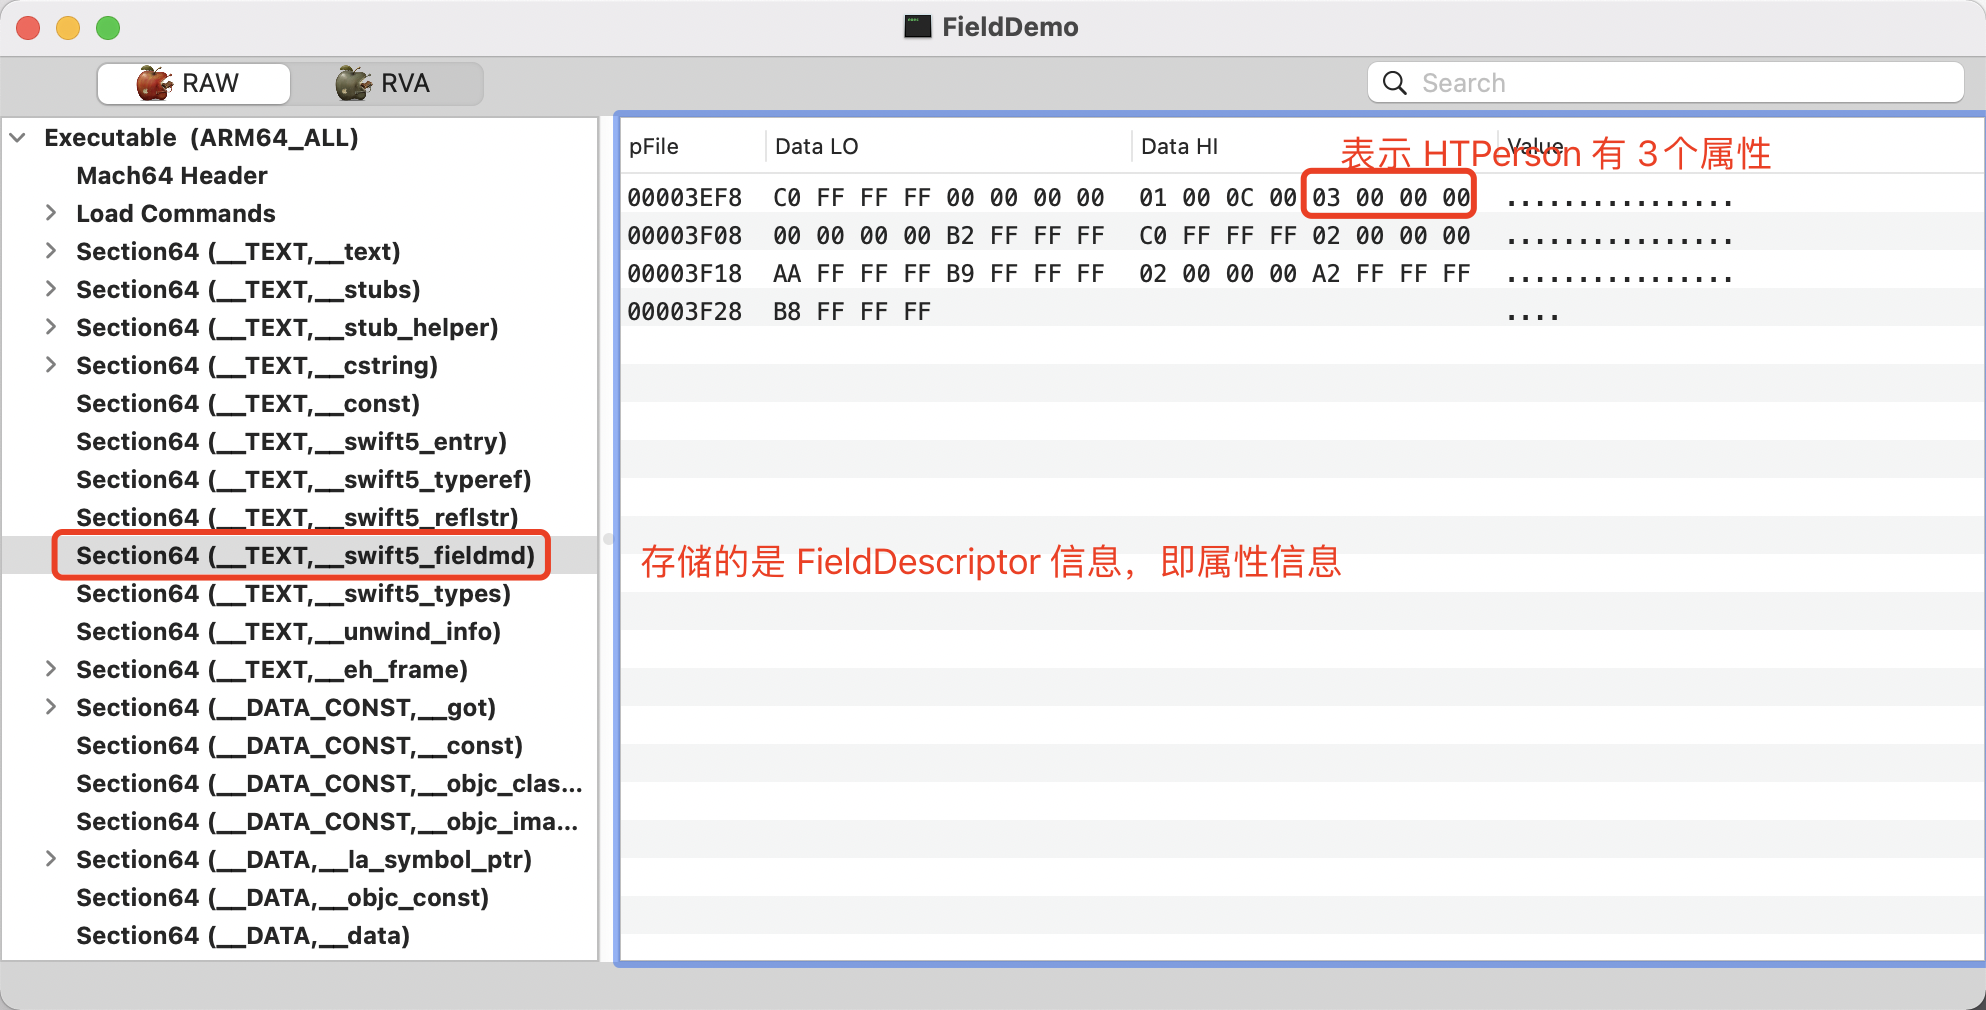 FieldDemo
RAW
RVA
Search
Executable (ARM64_ALL)
Mach64 Header
Load Commands
Section64 (__TEXT,__text)
Section64 (__TEXT,__stubs)
Section64 (__TEXT,__stub_helper)
Section64 (__TEXT,__cstring)
Section64 (__TEXT,__const)
Section64 (__TEXT,__swift5_entry)
Section64 (__TEXT,__swift5_typeref)
Section64 (__TEXT,__swift5_reflstr)
Section64 (__TEXT,__swift5_fieldmd)
Section64 (__TEXT,__swift5_types)
Section64 (__TEXT,__unwind_info)
Section64 (__TEXT,__eh_frame)
Section64 (__DATA_CONST,__got)
Section64 (__DATA_CONST,__const)
Section64 (__DATA_CONST,__objc_clas...
Section64 (__DATA_CONST,__objc_ima...
Section64 (__DATA,__la_symbol_ptr)
Section64 (__DATA,__objc_const)
Section64 (__DATA,__data)
pFile Data LO Data HI Value
表示 HTPerson 有 3个属性
00003EF8 C0 FF FF FF 00 00 00 00 01 00 0C 00 03 00 00 00 ................
00003F08 00 00 00 00 B2 FF FF FF C0 FF FF FF 02 00 00 00 ................
00003F18 AA FF FF FF B9 FF FF FF 02 00 00 00 A2 FF FF FF ................
00003F28 B8 FF FF FF ....
存储的是 FieldDescriptor 信息，即属性信息